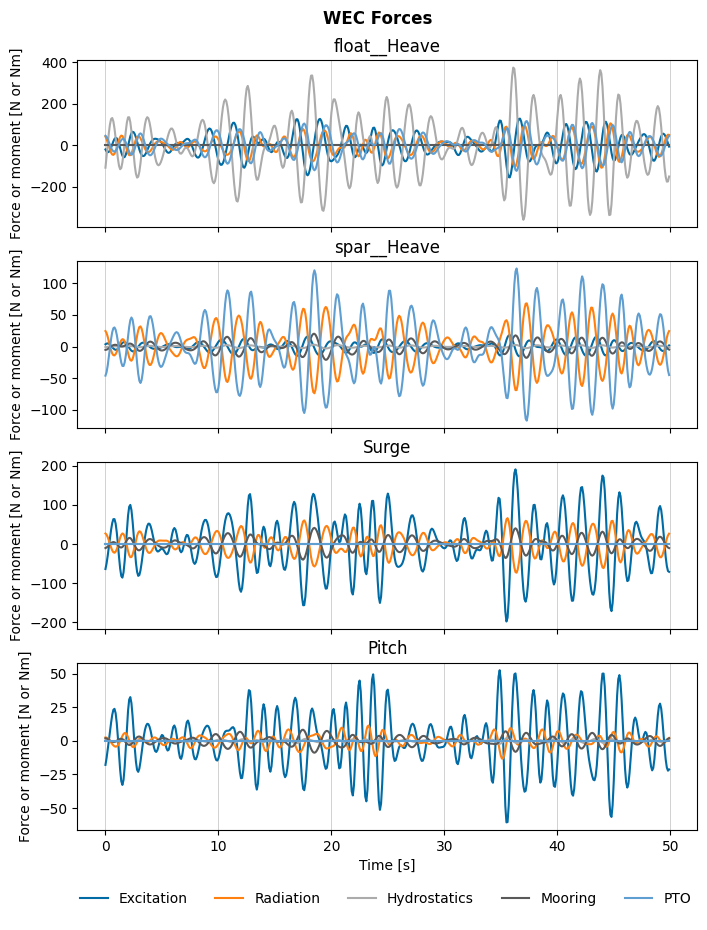 WEC Forces
float__Heave
Force or moment [N or Nm]
400
200
0
−200
spar__Heave
Force or moment [N or Nm]
100
50
0
−50
−100
Surge
Force or moment [N or Nm]
200
100
0
−100
−200
Pitch
Force or moment [N or Nm]
50
25
0
−25
−50
0 10 20 30 40 50
Time [s]
Excitation Radiation Hydrostatics Mooring PTO